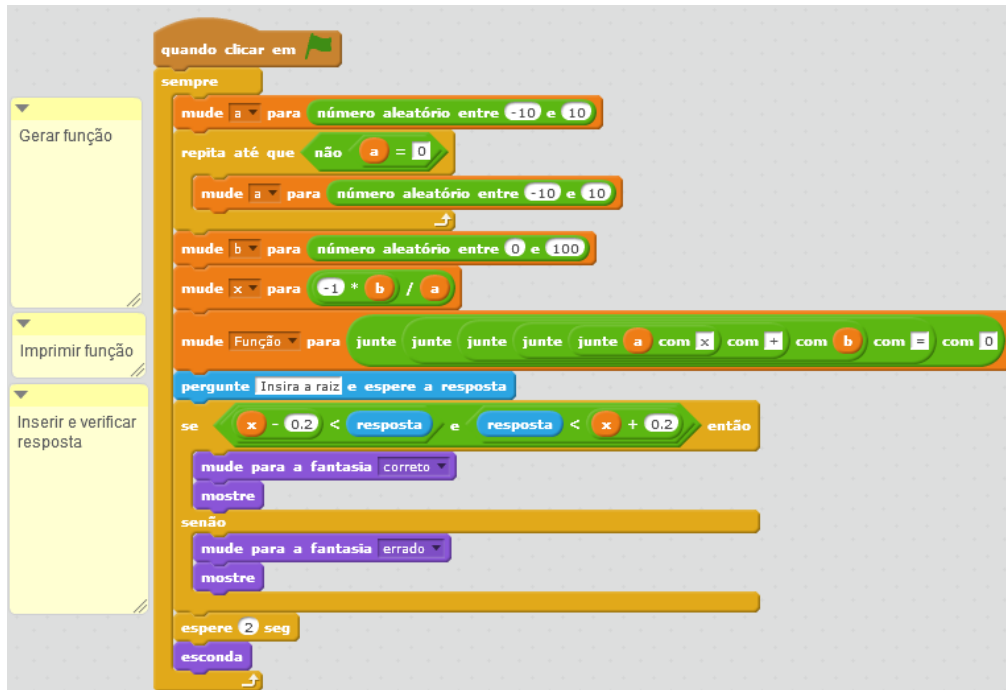 quando clicar em
sempre
Gerar função
mude a para número aleatório entre -10 e 10
repita até que não a = 0
mude a para número aleatório entre -10 e 10
mude b para número aleatório entre 0 e 100
mude x para -1 * b / a
Imprimir função
mude Função para junte junte junte junte junte a com x com + com b com = com 0
Inserir e verificar
resposta
pergunte Insira a raiz e espere a resposta
se x - 0.2 < resposta e resposta < x + 0.2 então
mude para a fantasia correto
mostre
senão
mude para a fantasia errado
mostre
espere 2 seg
esconda